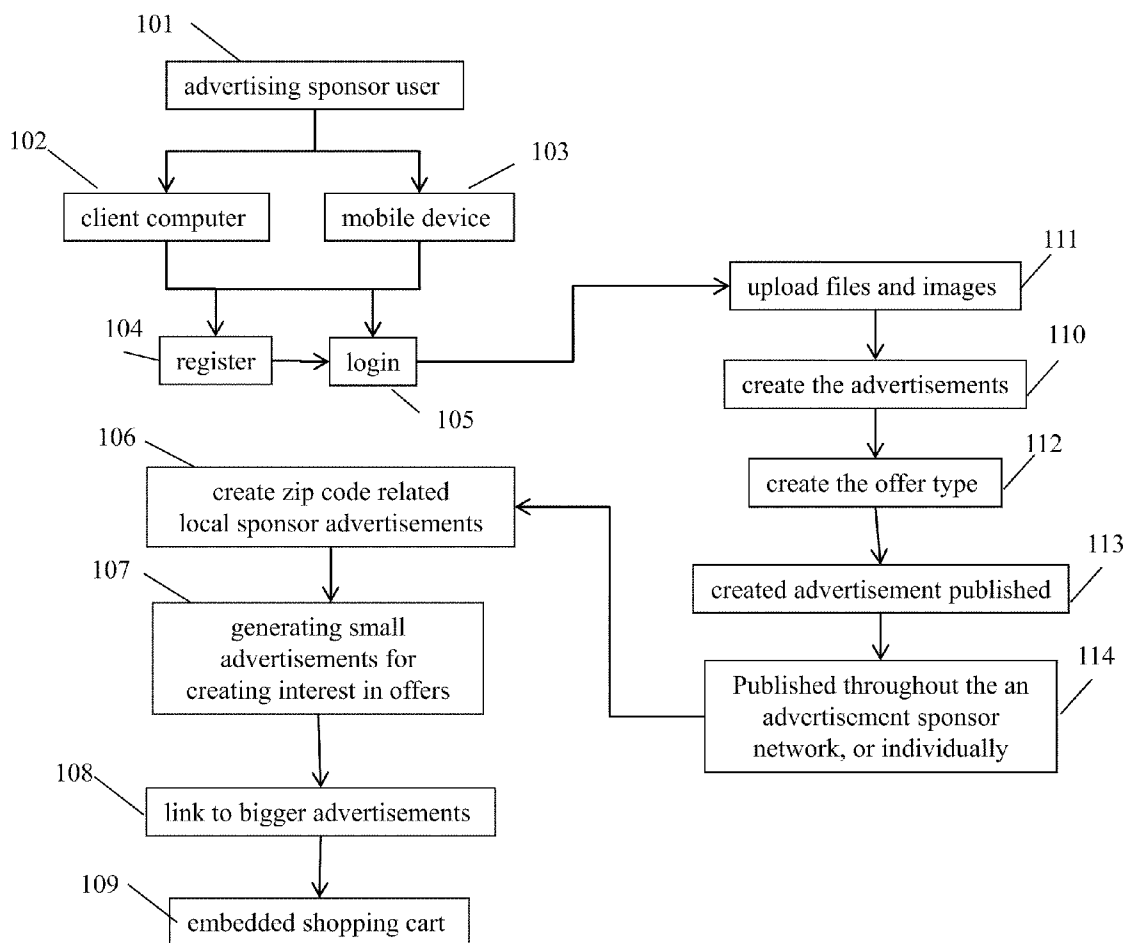 101
advertising sponsor user
102
103
client computer
mobile device
104
register
login
105
111
upload files and images
110
create the advertisements
112
create the offer type
113
created advertisement published
114
Published throughout the an
advertisement sponsor
network, or individually
106
create zip code related
local sponsor advertisements
107
generating small
advertisements for
creating interest in offers
108
link to bigger advertisements
109
embedded shopping cart